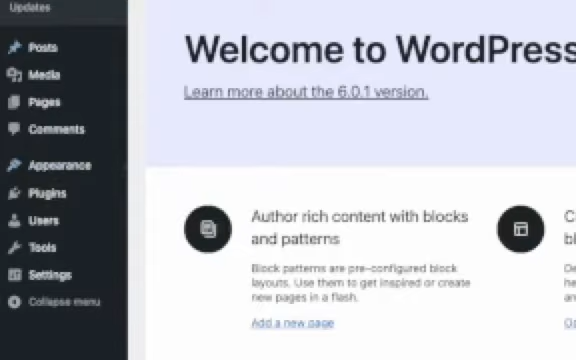 Updates
Posts
Media
Pages
Comments
Appearance
Plugins
Users
Tools
Settings
Collapse menu
Welcome to WordPress
Learn more about the 6.0.1 version.
Author rich content with blocks
and patterns
Block patterns are pre-configured block
layouts. Use them to get inspired or create
new pages in a flash.
Add a new page